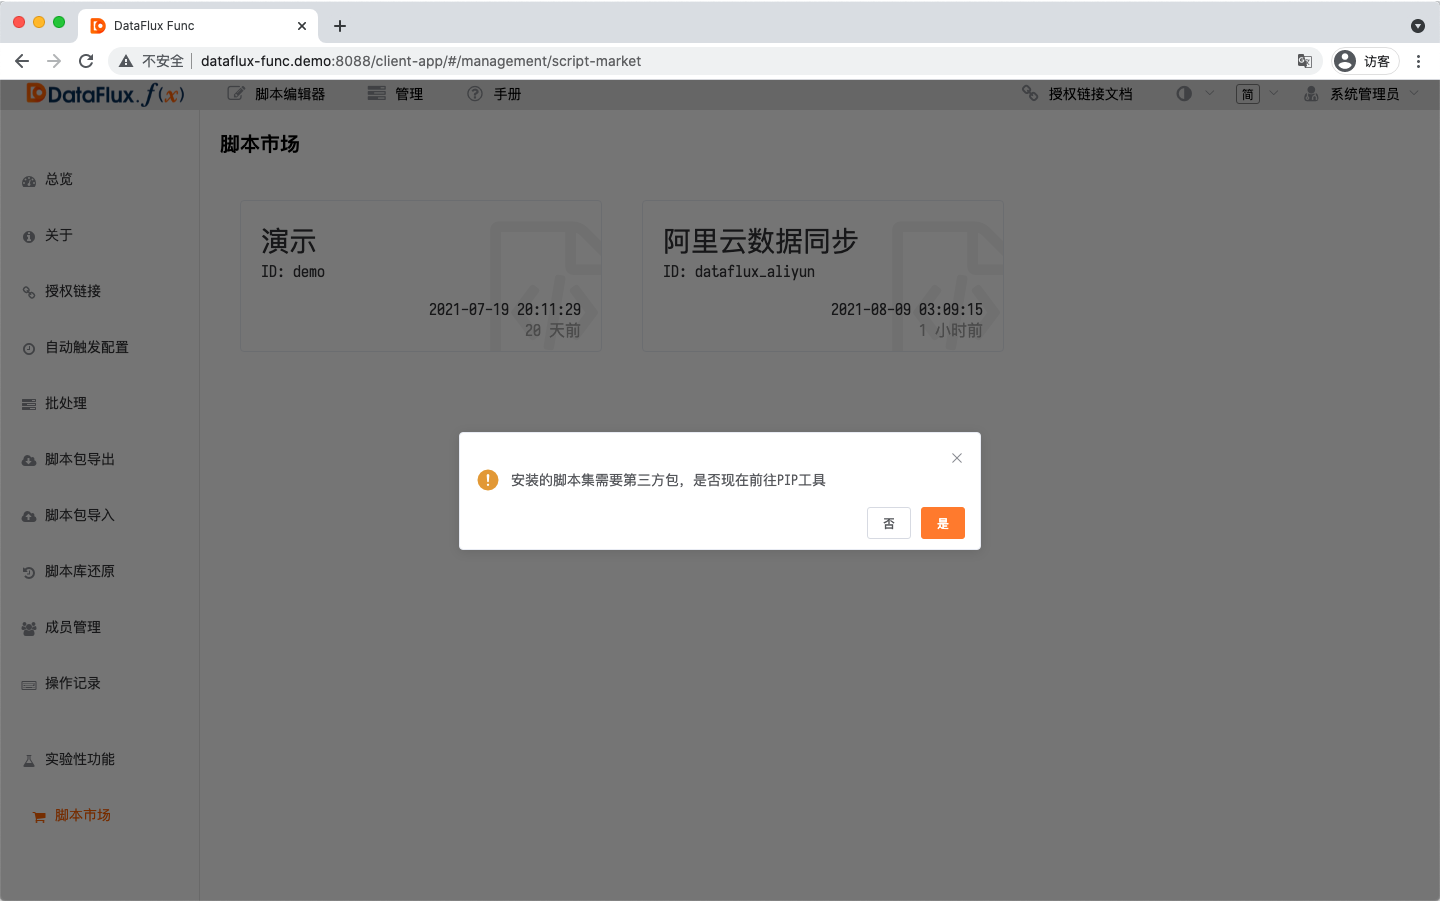 DataFlux Func
不安全
dataflux-func.demo:8088/client-app/#/management/script-market
访客
DataFlux.f(x)
脚本编辑器
管理
手册
授权链接文档
简
系统管理员
总览
关于
授权链接
自动触发配置
批处理
脚本包导出
脚本包导入
脚本库还原
成员管理
操作记录
实验性功能
脚本市场
脚本市场
演示
ID: demo
2021-07-19 20:11:29
20 天前
阿里云数据同步
ID: dataflux_aliyun
2021-08-09 03:09:15
1 小时前
安装的脚本集需要第三方包，是否现在前往PIP工具
否
是